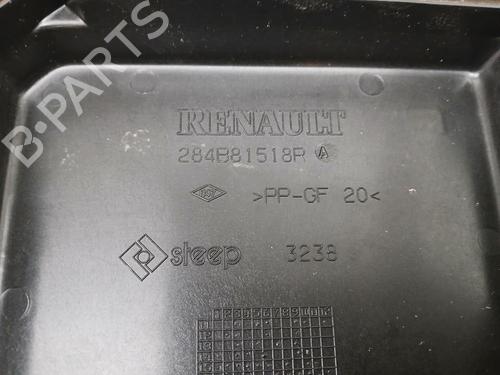 B-PARTS
RENAULT
284B81518R A
>PP-GF 20<
steep 3238